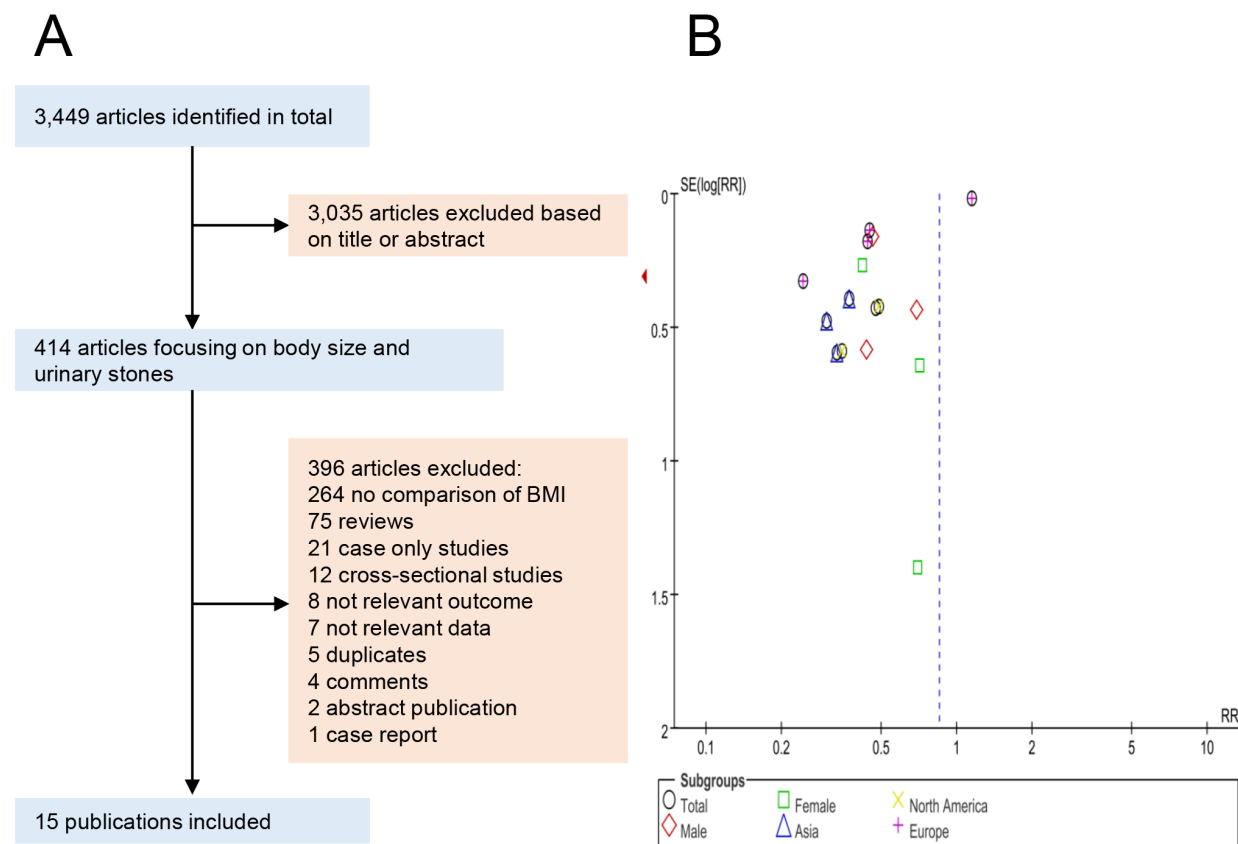 A
3,449 articles identified in total
3,035 articles excluded based
on title or abstract
414 articles focusing on body size and
urinary stones
396 articles excluded:
264 no comparison of BMI
75 reviews
21 case only studies
12 cross-sectional studies
8 not relevant outcome
7 not relevant data
5 duplicates
4 comments
2 abstract publication
1 case report
15 publications included
B
SE(log[RR])
0
0.5
1
1.5
2
RR
0.1 0.2 0.5 1 2 5 10
Subgroups
Total Female North America
Male Asia Europe